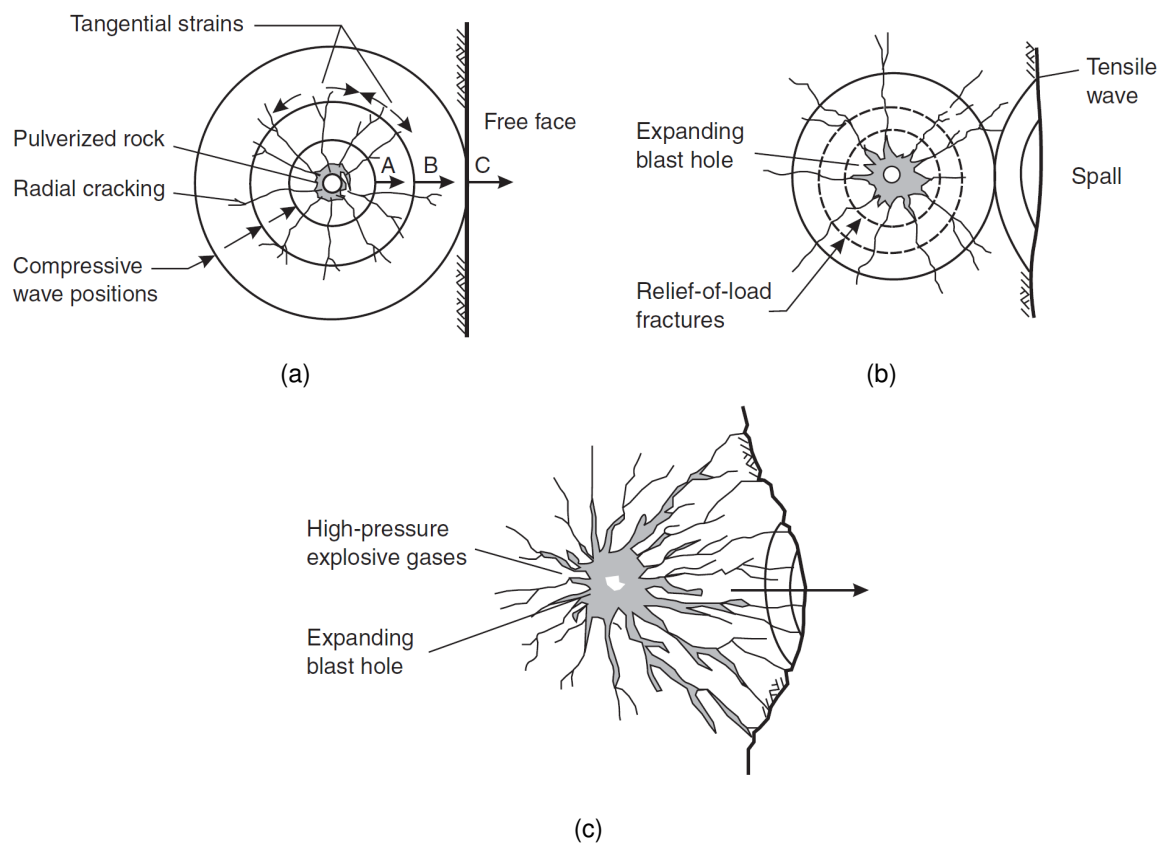 Tangential strains
Pulverized rock
Radial cracking
Compressive
wave positions
A
B
C
Free face
(a)
Expanding
blast hole
Relief-of-load
fractures
Tensile
wave
Spall
(b)
High-pressure
explosive gases
Expanding
blast hole
(c)